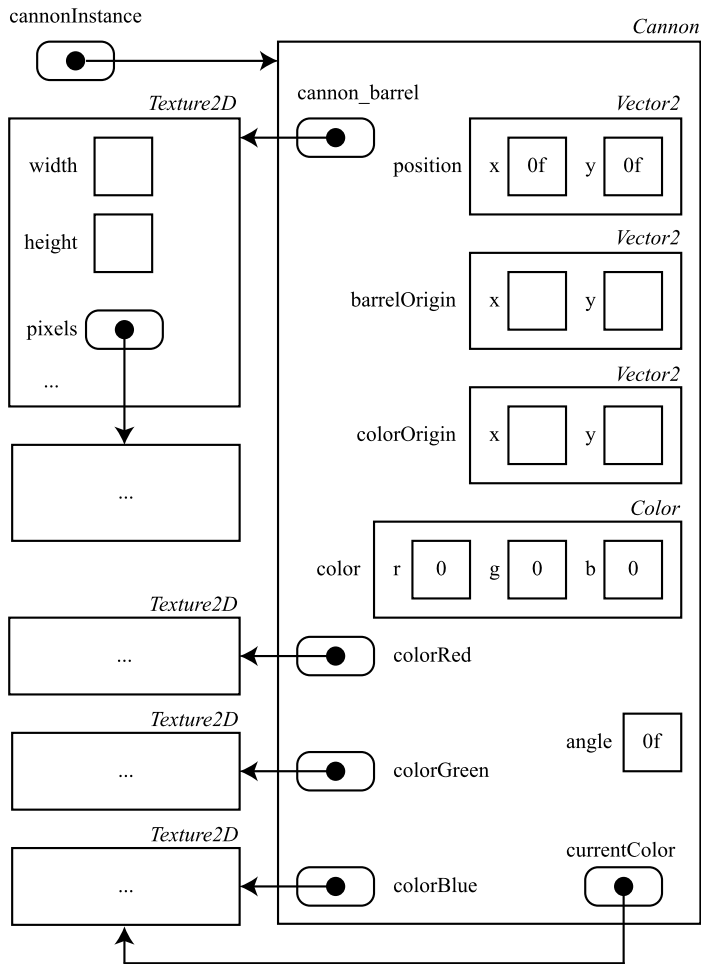 cannonInstance
Cannon
Texture2D
cannon_barrel
Vector2
width
position x 0f y 0f
height
Vector2
barrelOrigin x y
pixels
...
Vector2
colorOrigin x y
...
Color
color r 0 g 0 b 0
Texture2D
... colorRed
Texture2D
angle 0f
... colorGreen
Texture2D
currentColor
... colorBlue